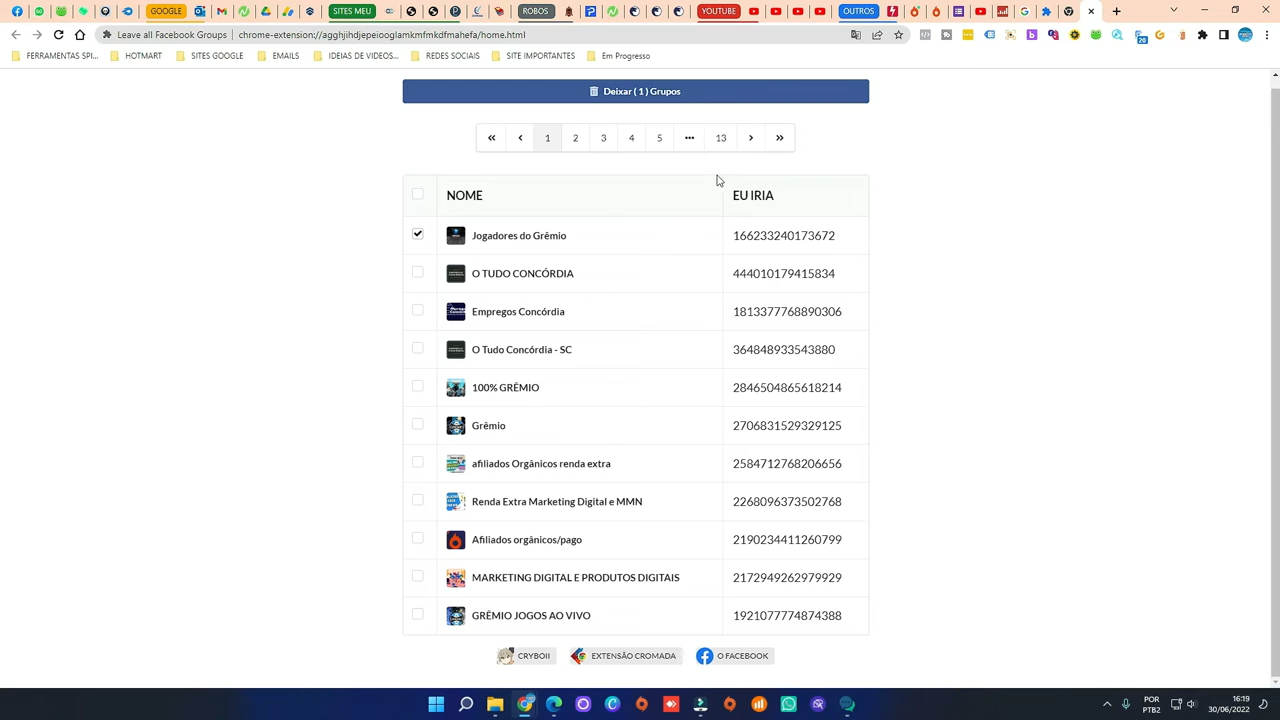 GOOGLE
SITES MEU
ROBOS
YOUTUBE
OUTROS
Leave all Facebook Groups | chrome-extension://agghjihdjepeiooglamkmfmkdfmahefa/home.html
FERRAMENTAS SPI...
HOTMART
SITES GOOGLE
EMAILS
IDEIAS DE VIDEOS...
REDES SOCIAIS
SITE IMPORTANTES
Em Progresso
Deixar ( 1 ) Grupos
« ‹ 1 2 3 4 5 ••• 13 › »
NOME EU IRIA
Jogadores do Grêmio 166233240173672
O TUDO CONCÓRDIA 444010179415834
Empregos Concórdia 1813377768890306
O Tudo Concórdia - SC 364848933543880
100% GRÊMIO 2846504865618214
Grêmio 2706831529329125
afiliados Orgânicos renda extra 2584712768206656
Renda Extra Marketing Digital e MMN 2268096373502768
Afiliados orgânicos/pago 2190234411260799
MARKETING DIGITAL E PRODUTOS DIGITAIS 2172949262979929
GRÊMIO JOGOS AO VIVO 1921077774874388
CRYBOII
EXTENSÃO CROMADA
O FACEBOOK
POR
PTB2
16:19
30/06/2022